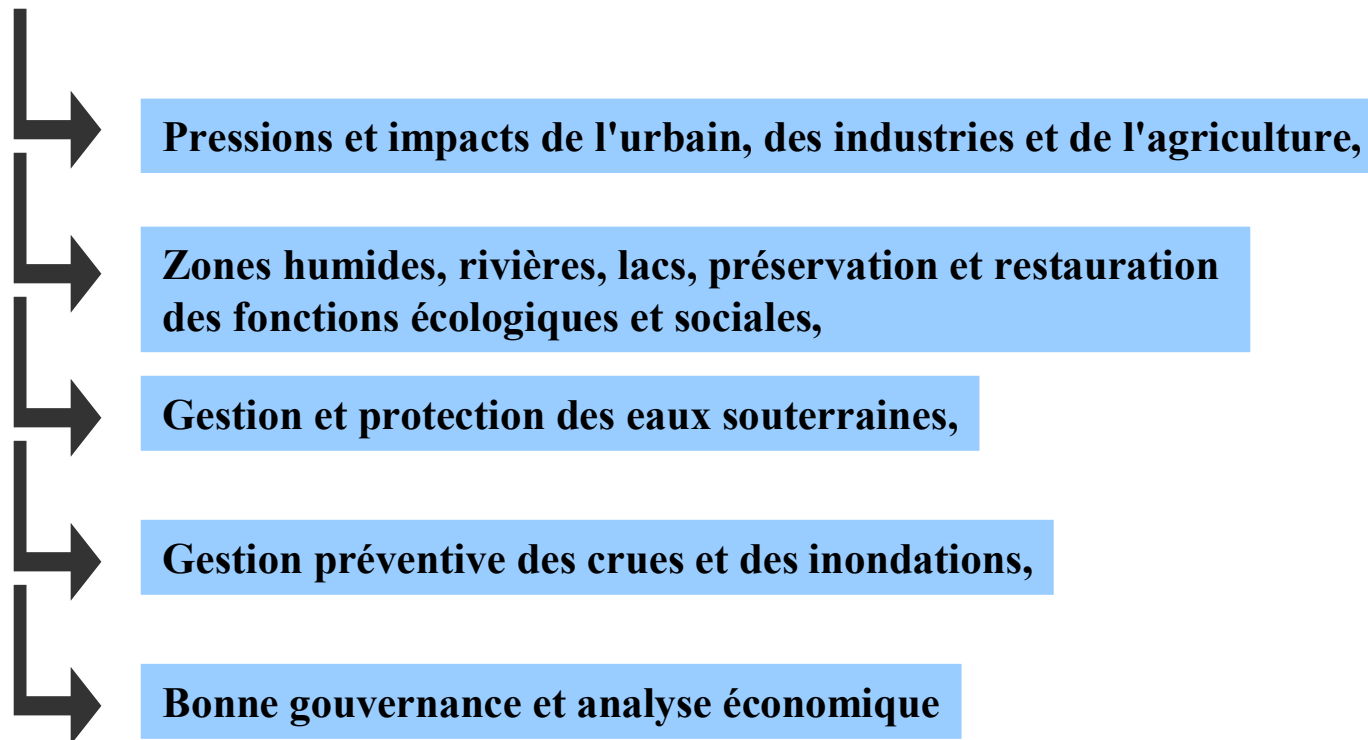 Pressions et impacts de l'urbain, des industries et de l'agriculture,
Zones humides, rivières, lacs, préservation et restauration
des fonctions écologiques et sociales,
Gestion et protection des eaux souterraines,
Gestion préventive des crues et des inondations,
Bonne gouvernance et analyse économique